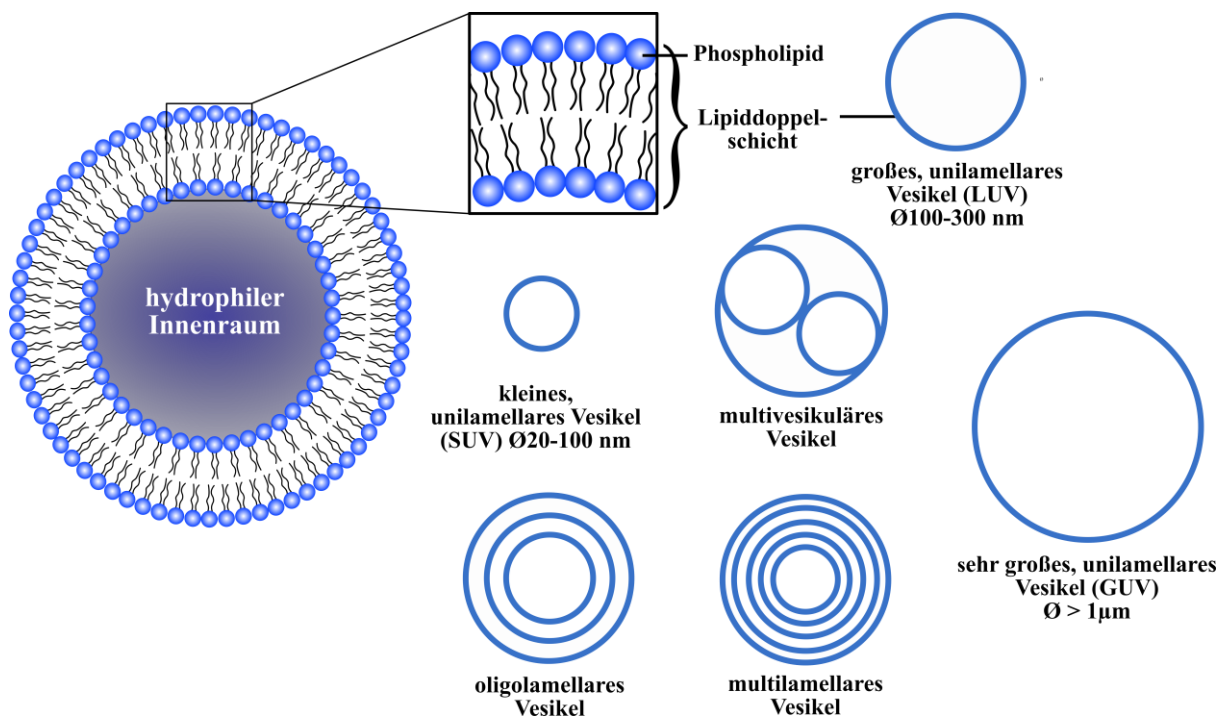 Phospholipid
Lipiddoppel-
schicht
großes, unilamellares
Vesikel (LUV)
Ø100-300 nm
hydrophiler
Innenraum
kleines,
unilamellares Vesikel
(SUV) Ø20-100 nm
multivesikuläres
Vesikel
sehr großes, unilamellares
Vesikel (GUV)
Ø > 1µm
oligolamellares
Vesikel
multilamellares
Vesikel